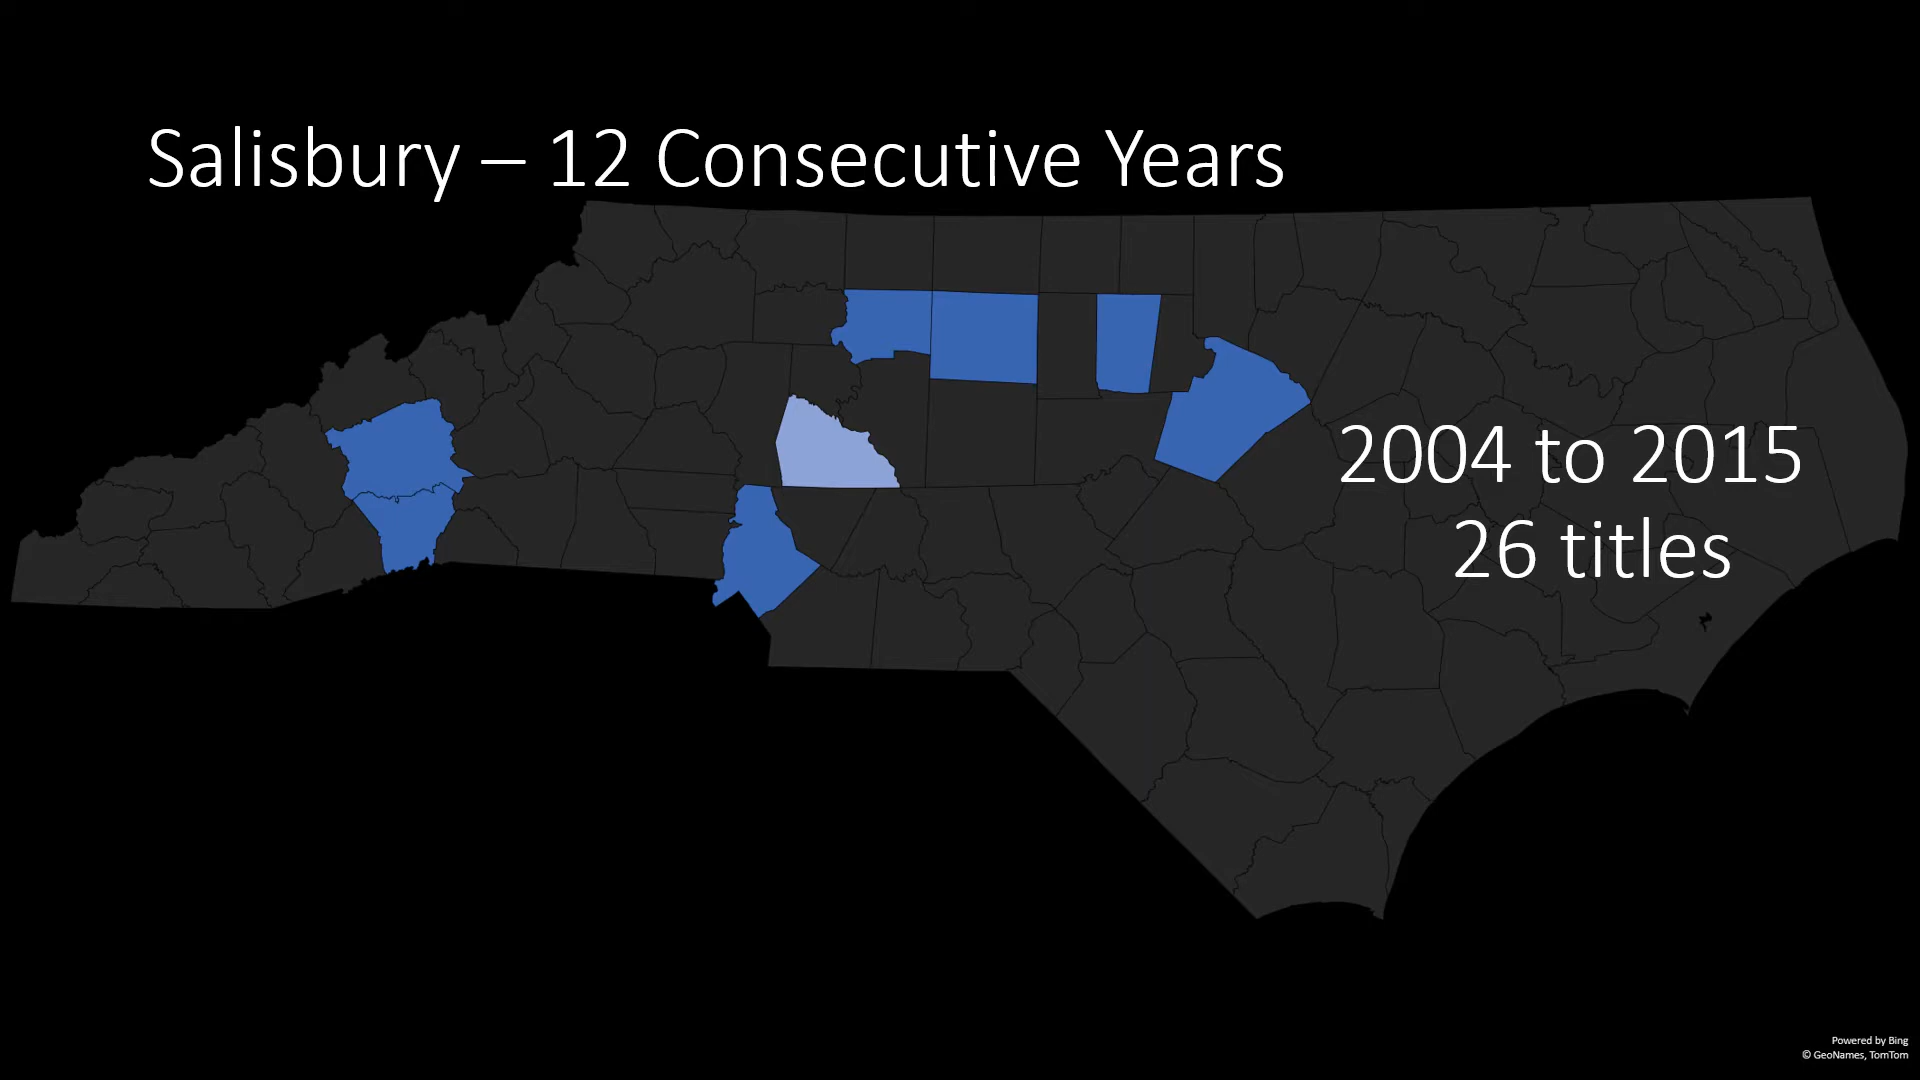 Salisbury – 12 Consecutive Years
2004 to 2015
26 titles
Powered by Bing
© GeoNames, TomTom